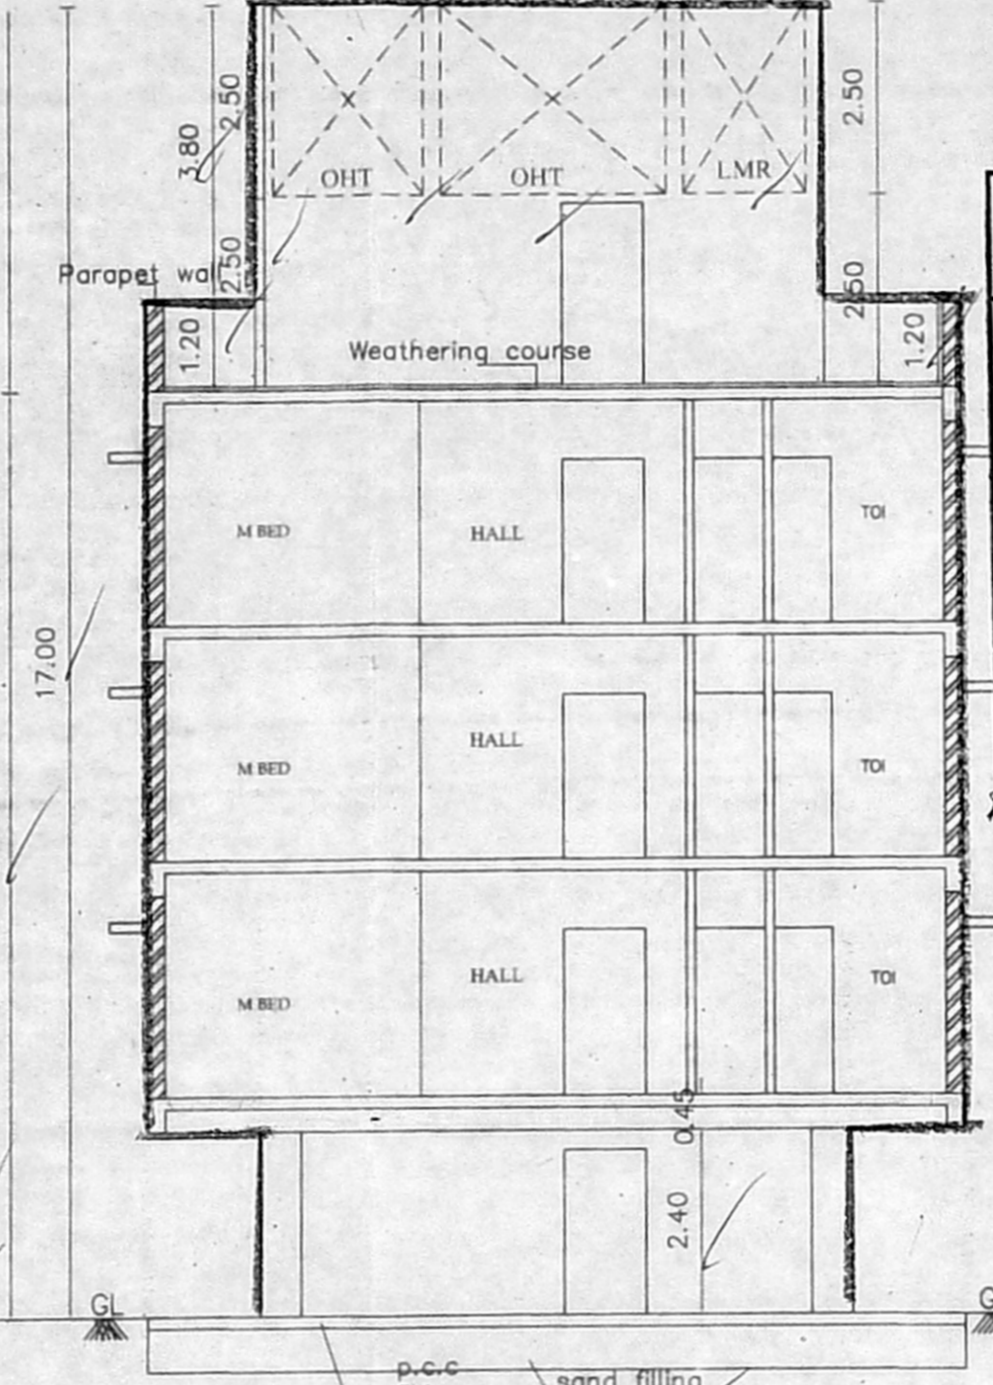 2.50
2.50
3.80
OHT
OHT
LMR
Parapet wall
2.50
2.50
1.20
1.20
Weathering course
M BED
HALL
TOI
17.00
HALL
M BED
TOI
HALL
TOI
M BED
0.45
2.40
GL
p.c.c
sand filling